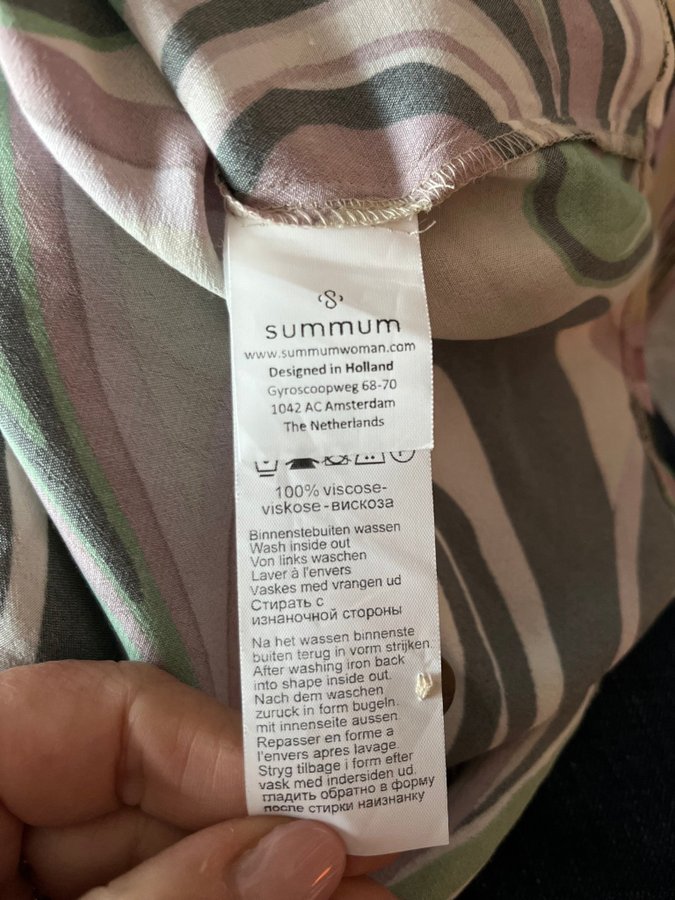 summum
www.summumwoman.com
Designed in Holland
Gyroscoopweg 68-70
1042 AC Amsterdam
The Netherlands
100% viscose-
viskose-вискоза
Binnenstebuiten wassen
Wash inside out
Von links waschen
Laver à l'envers
Vaskes med vrangen ud
Стирать с
изнаночной стороны
Na het wassen binnenste
buiten terug in vorm strijken.
After washing iron back
into shape inside out.
Nach dem waschen
zuruck in form bugeln.
mit innenseite aussen.
Repasser en forme a
l'envers apres lavage.
Stryg tilbage i form efter
vask med indersiden ud.
гладить обратно в форму
после стирки наизнанку